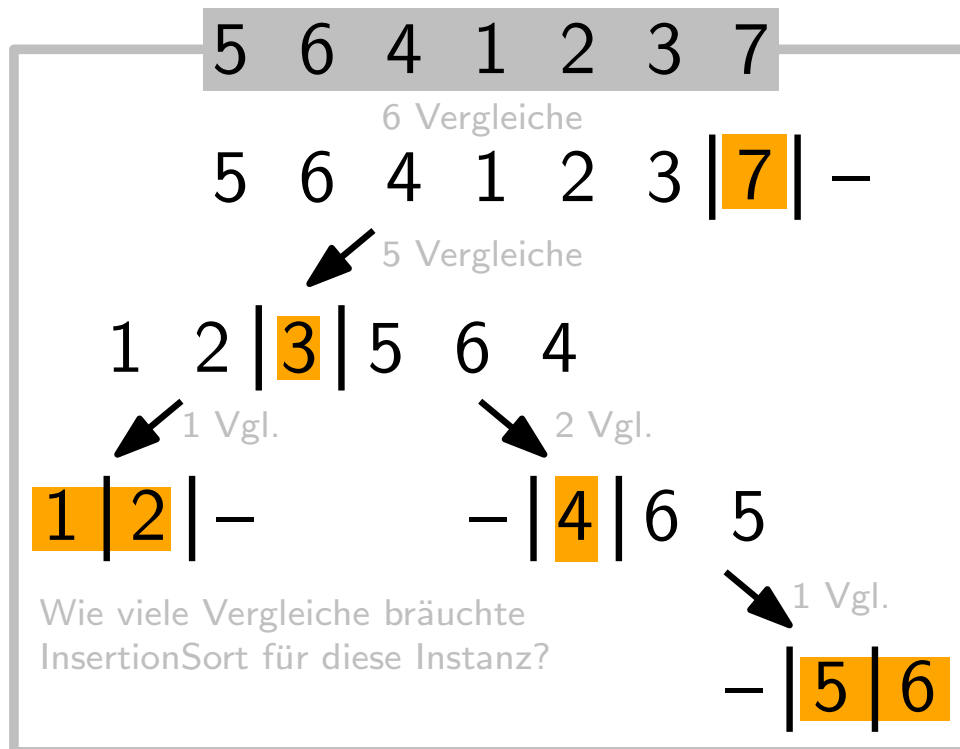 5 6 4 1 2 3 7
6 Vergleiche
5 6 4 1 2 3 | 7 | –
5 Vergleiche
1 2 | 3 | 5 6 4
1 Vgl.
2 Vgl.
1 | 2 | –
– | 4 | 6 5
1 Vgl.
Wie viele Vergleiche bräuchte
InsertionSort für diese Instanz?
– | 5 | 6